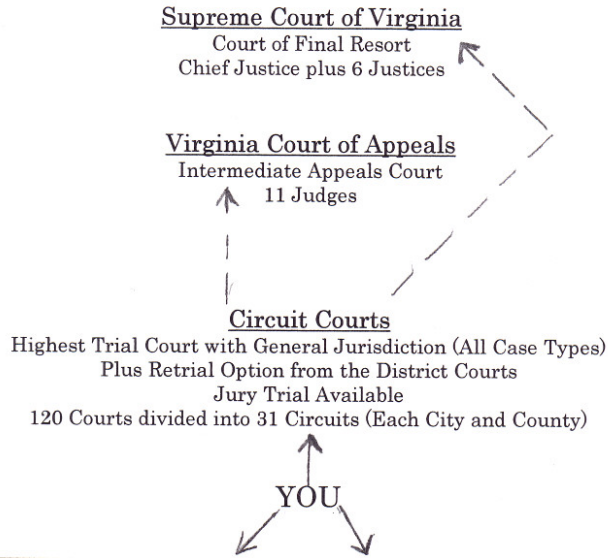 Supreme Court of Virginia
Court of Final Resort
Chief Justice plus 6 Justices
Virginia Court of Appeals
Intermediate Appeals Court
11 Judges
Circuit Courts
Highest Trial Court with General Jurisdiction (All Case Types)
Plus Retrial Option from the District Courts
Jury Trial Available
120 Courts divided into 31 Circuits (Each City and County)
YOU